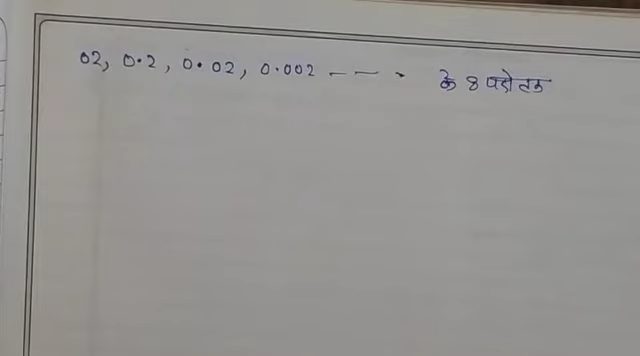 02, 0.2, 0.02, 0.002 — — . के 8 पदो तक